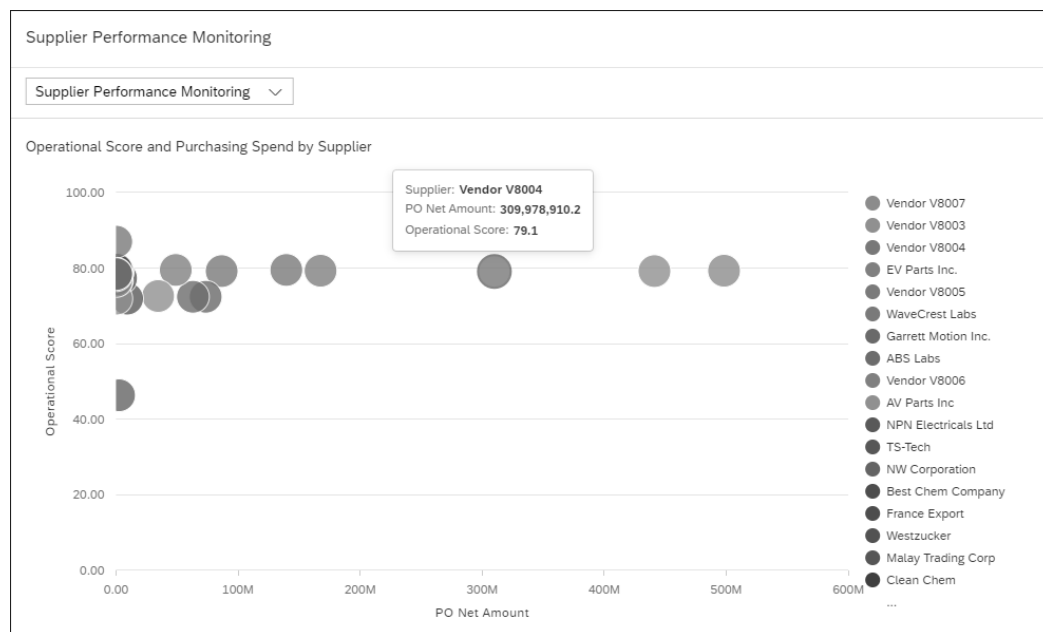 Supplier Performance Monitoring
Supplier Performance Monitoring
Operational Score and Purchasing Spend by Supplier
Supplier: Vendor V8004
PO Net Amount: 309,978,910.2
Operational Score: 79.1
100.00
80.00
60.00
40.00
20.00
0.00
Operational Score
0.00
100M
200M
300M
400M
500M
600M
PO Net Amount
Vendor V8007
Vendor V8003
Vendor V8004
EV Parts Inc.
Vendor V8005
WaveCrest Labs
Garrett Motion Inc.
ABS Labs
Vendor V8006
AV Parts Inc
NPN Electricals Ltd
TS-Tech
NW Corporation
Best Chem Company
France Export
Westzucker
Malay Trading Corp
Clean Chem
...